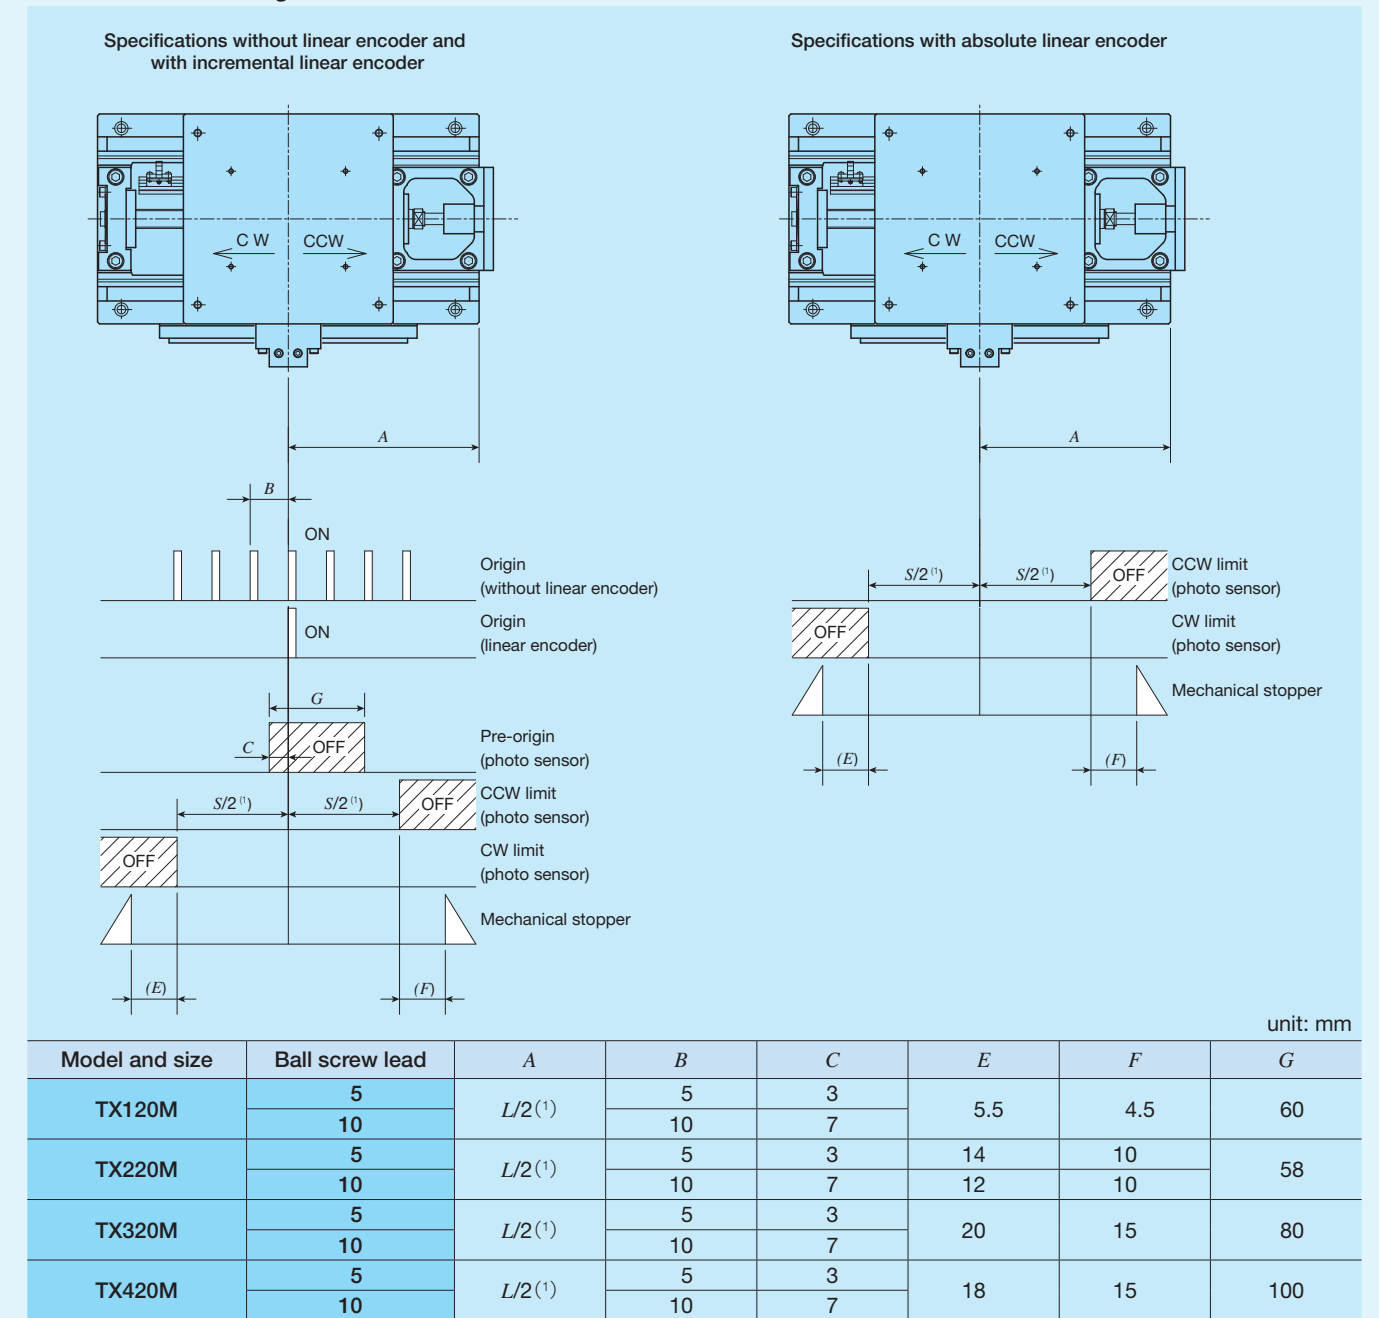 Specifications without linear encoder and
with incremental linear encoder
C W CCW
A
B
ON
Origin
(without linear encoder)
ON
Origin
(linear encoder)
G
C
OFF
Pre-origin
(photo sensor)
S/2 (1) S/2 (1)
OFF
CCW limit
(photo sensor)
OFF
CW limit
(photo sensor)
Mechanical stopper
(E) (F)
Specifications with absolute linear encoder
C W CCW
A
S/2 (1) S/2 (1)
OFF
CCW limit
(photo sensor)
OFF
CW limit
(photo sensor)
Mechanical stopper
(E) (F)
unit: mm
Model and size Ball screw lead A B C E F G
TX120M 5 L/2(1) 5 3 5.5 4.5 60
10 10 7
TX220M 5 L/2(1) 5 3 14 10 58
10 10 7 12 10
TX320M 5 L/2(1) 5 3 20 15 80
10 10 7
TX420M 5 L/2(1) 5 3 18 15 100
10 10 7